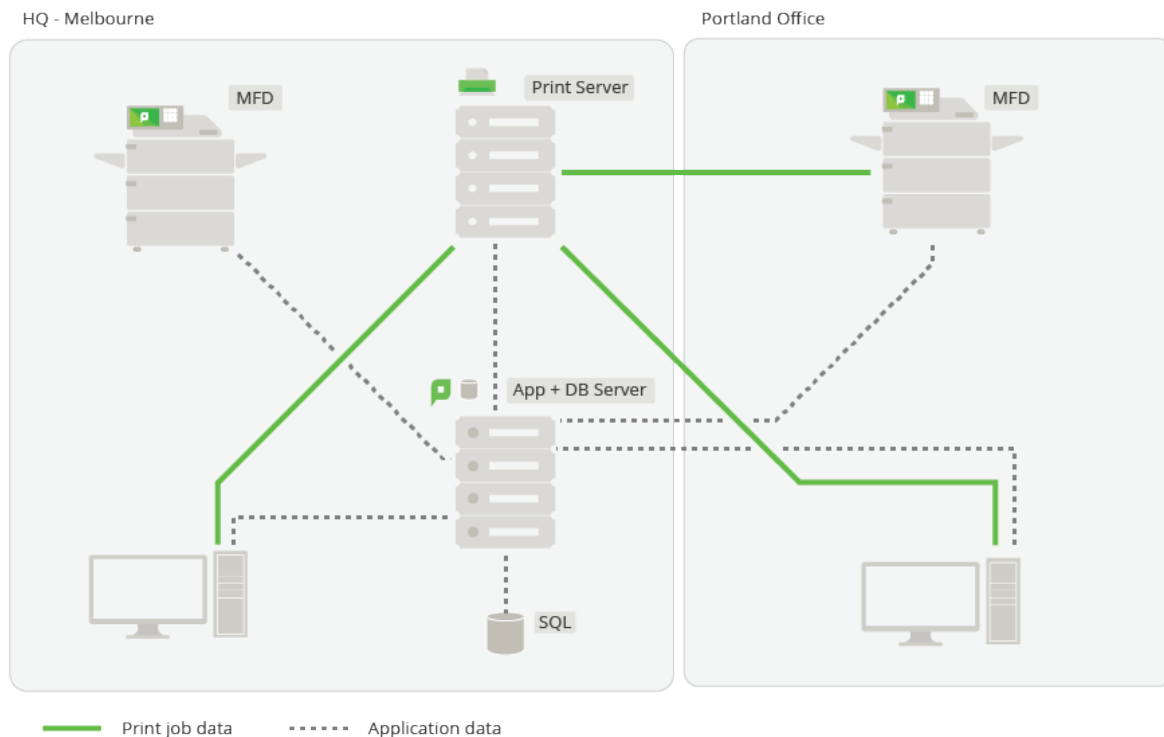 HQ - Melbourne
Portland Office
MFD
Print Server
MFD
App + DB Server
SQL
Print job data
Application data